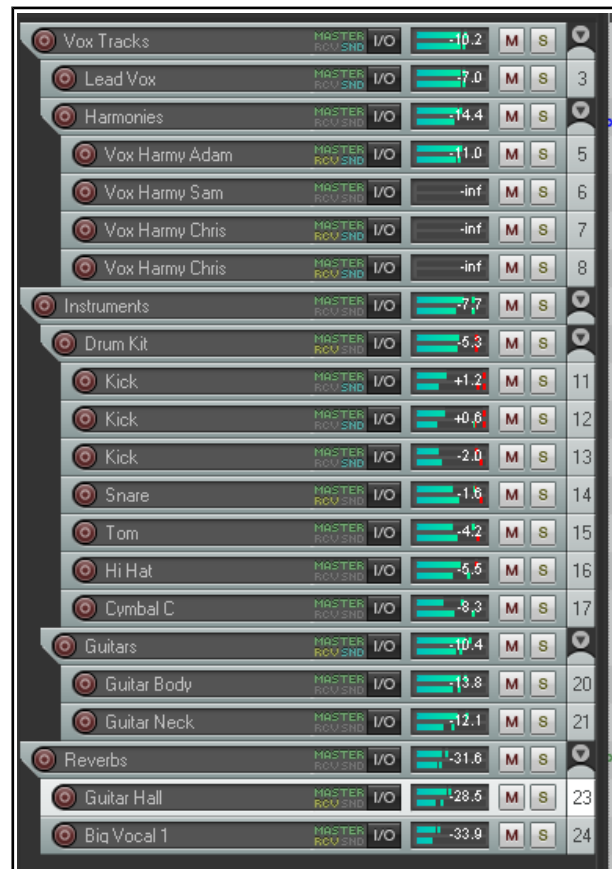 Vox Tracks MASTER RCV SND I/O -10.2 M S
Lead Vox MASTER RCV SND I/O -7.0 M S 3
Harmonies MASTER RCV SND I/O -14.4 M S
Vox Harmy Adam MASTER RCV SND I/O -11.0 M S 5
Vox Harmy Sam MASTER RCV SND I/O -inf M S 6
Vox Harmy Chris MASTER RCV SND I/O -inf M S 7
Vox Harmy Chris MASTER RCV SND I/O -inf M S 8
Instruments MASTER RCV SND I/O -7.7 M S
Drum Kit MASTER RCV SND I/O -5.3 M S
Kick MASTER RCV SND I/O +1.2 M S 11
Kick MASTER RCV SND I/O +0.6 M S 12
Kick MASTER RCV SND I/O -2.0 M S 13
Snare MASTER RCV SND I/O -1.6 M S 14
Tom MASTER RCV SND I/O -4.2 M S 15
Hi Hat MASTER RCV SND I/O -5.5 M S 16
Cymbal C MASTER RCV SND I/O -8.3 M S 17
Guitars MASTER RCV SND I/O -10.4 M S
Guitar Body MASTER RCV SND I/O -13.8 M S 20
Guitar Neck MASTER RCV SND I/O -12.1 M S 21
Reverbs MASTER RCV SND I/O -31.6 M S
Guitar Hall MASTER RCV SND I/O -28.5 M S 23
Big Vocal 1 MASTER RCV SND I/O -33.9 M S 24